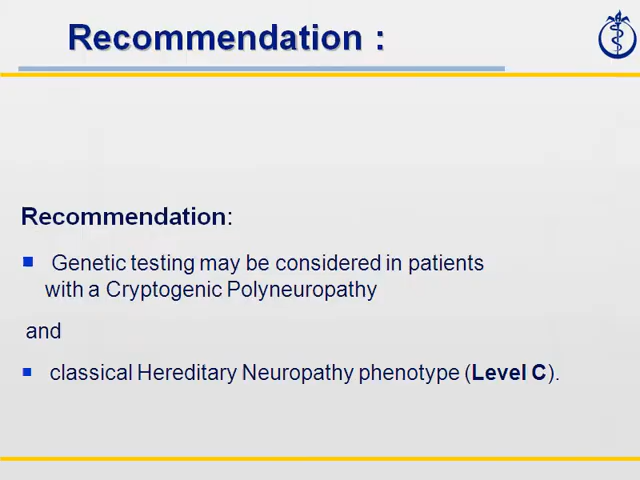 Recommendation :
Recommendation:
Genetic testing may be considered in patients
with a Cryptogenic Polyneuropathy
and
classical Hereditary Neuropathy phenotype (Level C).